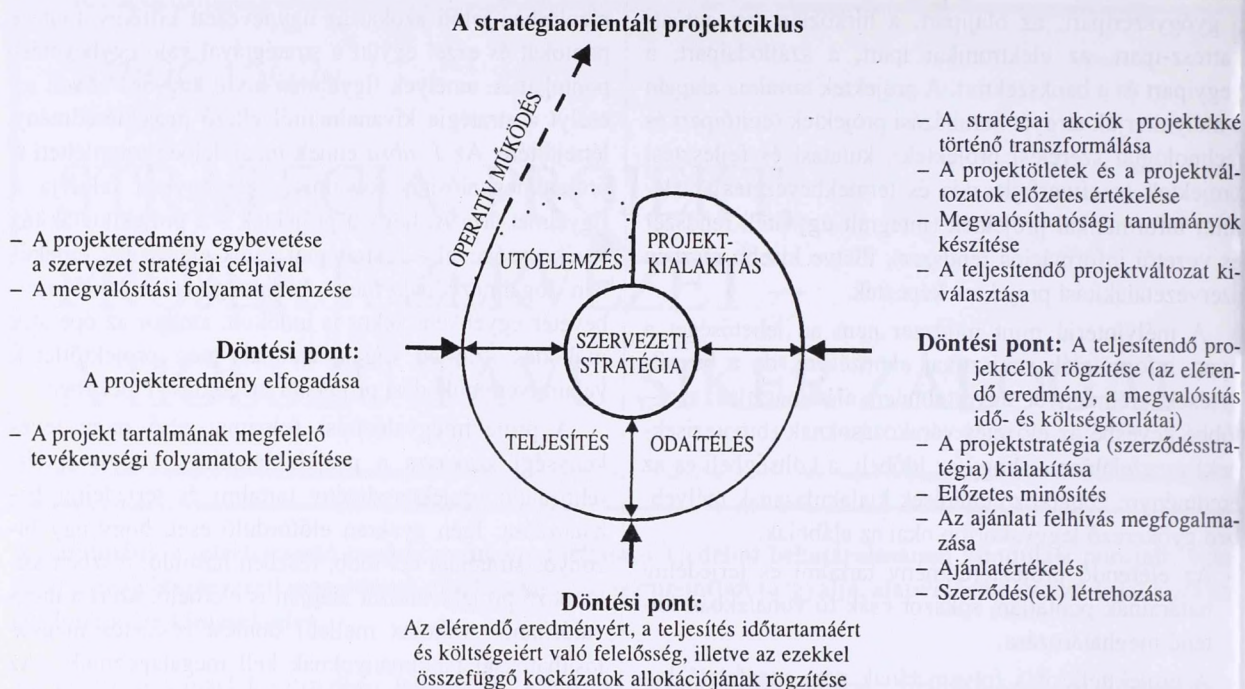 A stratégiaorientált projektciklus
OPERATÍV MŰKÖDÉS
– A projekteredmény egybevetése
a szervezet stratégiai céljaival
– A megvalósítási folyamat elemzése
Döntési pont:
A projekteredmény elfogadása
– A projekt tartalmának megfelelő
tevékenységi folyamatok teljesítése
UTÓELEMZÉS
PROJEKT-
KIALAKÍTÁS
SZERVEZETI
STRATÉGIA
TELJESÍTÉS
ODAÍTÉLÉS
– A stratégiai akciók projektekké
történő transzformálása
– A projektötletek és a projektvál-
tozatok előzetes értékelése
– Megvalósíthatósági tanulmányok
készítése
– A teljesítendő projektváltozat ki-
választása
Döntési pont: A teljesítendő pro-
jektcélok rögzítése (az eléren-
dő eredmény, a megvalósítás
idő- és költségkorlátai)
– A projektstratégia (szerződésstra-
tégia) kialakítása
– Előzetes minősítés
– Az ajánlati felhívás megfogalma-
zása
– Ajánlatértékelés
– Szerződés(ek) létrehozása
Döntési pont:
Az elérendő eredményért, a teljesítés időtartamáért
és költségeiért való felelősség, illetve az ezekkel
összefüggő kockázatok allokációjának rögzítése